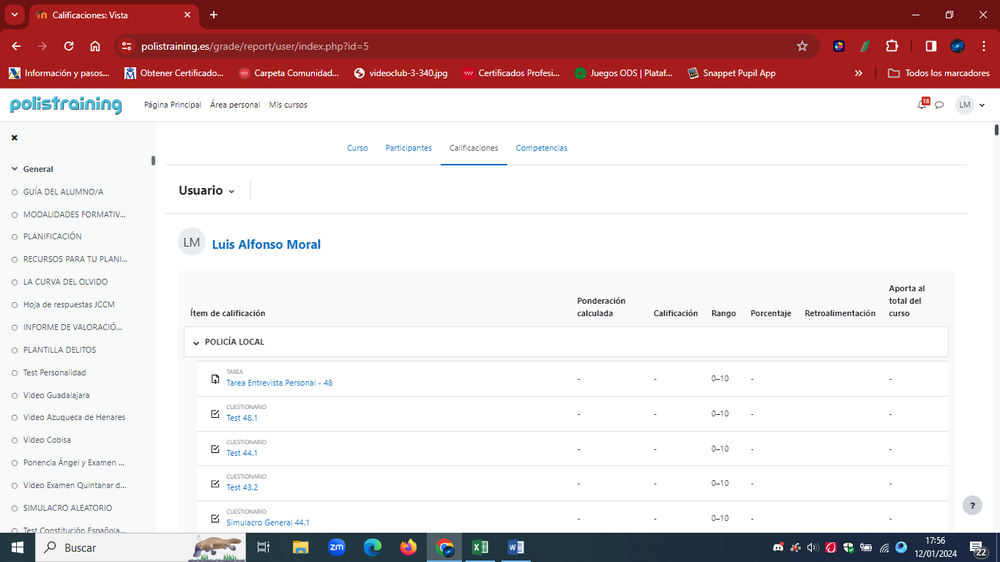 Calificaciones: Vista
polistraining.es/grade/report/user/index.php?id=5
Información y pasos...
Obtener Certificado...
Carpeta Comunidad...
videoclub-3-340.jpg
Certificados Profesi...
Juegos ODS | Plataf...
Snappet Pupil App
Todos los marcadores
polistraining
Página Principal
Área personal
Mis cursos
18
LM
Curso
Participantes
Calificaciones
Competencias
General
GUÍA DEL ALUMNO/A
MODALIDADES FORMATIV...
PLANIFICACIÓN
RECURSOS PARA TU PLANI...
LA CURVA DEL OLVIDO
Hoja de respuestas JCCM
INFORME DE VALORACIÓ...
PLANTILLA DELITOS
Test Personalidad
Video Guadalajara
Video Azuqueca de Henares
Video Cobisa
Ponencia Ángel y Examen ...
Video Examen Quintanar d...
SIMULACRO ALEATORIO
Test Constitución Española...
Usuario
LM
Luis Alfonso Moral
Ítem de calificación
Ponderación
calculada
Calificación
Rango
Porcentaje
Retroalimentación
Aporta al
total del
curso
POLICÍA LOCAL
TAREA
Tarea Entrevista Personal - 48
- - 0–10 - -
CUESTIONARIO
Test 48.1
- - 0–10 - -
CUESTIONARIO
Test 44.1
- - 0–10 - -
CUESTIONARIO
Test 43.2
- - 0–10 - -
CUESTIONARIO
Simulacro General 44.1
- - 0–10 - -
?
Buscar
zm
17:56
12/01/2024
22